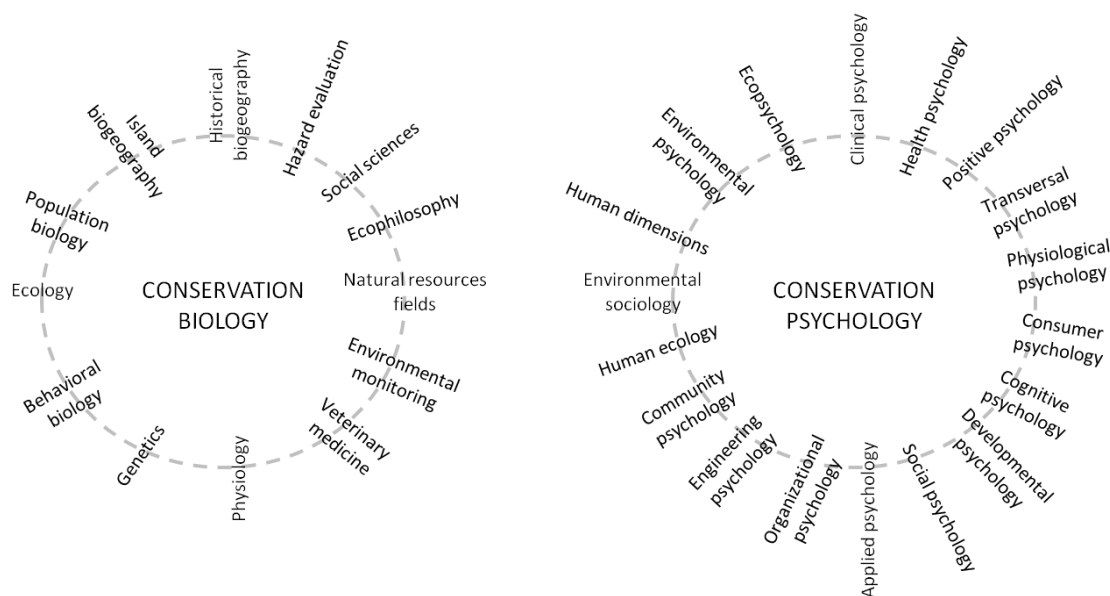 Historical
biogeography
Hazard evaluation
Social sciences
Ecophilosophy
Natural resources
fields
Environmental
monitoring
Veterinary
medicine
Physiology
Genetics
Behavioral
biology
Ecology
Population
biology
Island
biogeography
CONSERVATION
BIOLOGY
Clinical psychology
Health psychology
Positive psychology
Transversal
psychology
Physiological
psychology
Consumer
psychology
Cognitive
psychology
Developmental
psychology
Social psychology
Applied psychology
Organizational
psychology
Engineering
psychology
Community
psychology
Human ecology
Environmental
sociology
Human dimensions
Environmental
psychology
Ecopsychology
CONSERVATION
PSYCHOLOGY